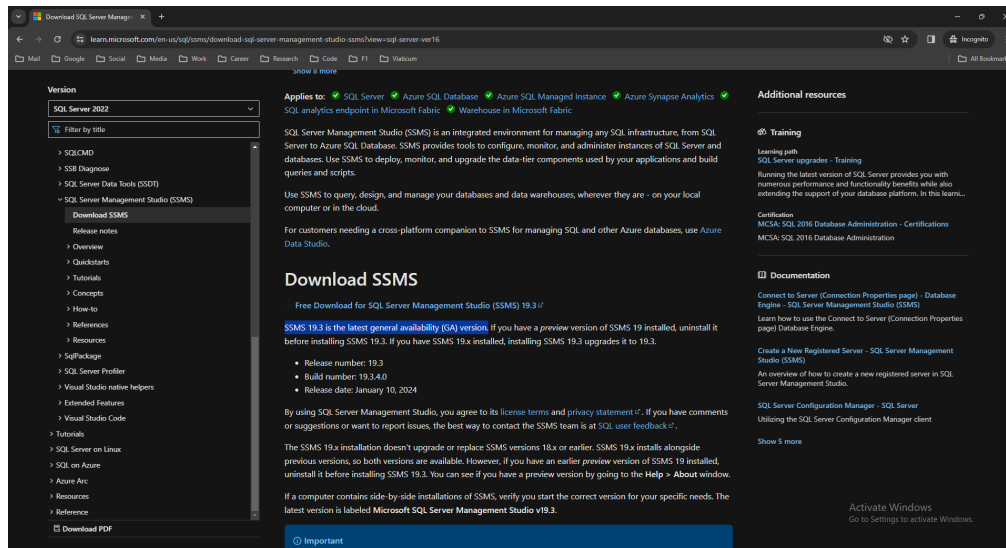 Download SQL Server Manage
learn.microsoft.com/en-us/sql/ssms/download-sql-server-management-studio-ssms?view=sql-server-ver16
Incognito
Mail
Google
Social
Media
Work
Career
Research
Code
F1
Viaticum
All Bookmark
Version
SQL Server 2022
Filter by title
SQLCMD
SSB Diagnose
SQL Server Data Tools (SSDT)
SQL Server Management Studio (SSMS)
Download SSMS
Release notes
Overview
Quickstarts
Tutorials
Concepts
How-to
References
Resources
SqlPackage
SQL Server Profiler
Visual Studio native helpers
Extended Features
Visual Studio Code
Tutorials
SQL Server on Linux
SQL on Azure
Azure Arc
Resources
Reference
Download PDF
Show 6 more
Applies to: SQL Server Azure SQL Database Azure SQL Managed Instance Azure Synapse Analytics
SQL analytics endpoint in Microsoft Fabric Warehouse in Microsoft Fabric
SQL Server Management Studio (SSMS) is an integrated environment for managing any SQL infrastructure, from SQL
Server to Azure SQL Database. SSMS provides tools to configure, monitor, and administer instances of SQL Server and
databases. Use SSMS to deploy, monitor, and upgrade the data-tier components used by your applications and build
queries and scripts.
Use SSMS to query, design, and manage your databases and data warehouses, wherever they are - on your local
computer or in the cloud.
For customers needing a cross-platform companion to SSMS for managing SQL and other Azure databases, use Azure
Data Studio.
Download SSMS
Free Download for SQL Server Management Studio (SSMS) 19.3
SSMS 19.3 is the latest general availability (GA) version. If you have a preview version of SSMS 19 installed, uninstall it
before installing SSMS 19.3. If you have SSMS 19.x installed, installing SSMS 19.3 upgrades it to 19.3.
• Release number: 19.3
• Build number: 19.3.4.0
• Release date: January 10, 2024
By using SQL Server Management Studio, you agree to its license terms and privacy statement. If you have comments
or suggestions or want to report issues, the best way to contact the SSMS team is at SQL user feedback.
The SSMS 19.x installation doesn't upgrade or replace SSMS versions 18.x or earlier. SSMS 19.x installs alongside
previous versions, so both versions are available. However, if you have an earlier preview version of SSMS 19 installed,
uninstall it before installing SSMS 19.3. You can see if you have a preview version by going to the Help > About window.
If a computer contains side-by-side installations of SSMS, verify you start the correct version for your specific needs. The
latest version is labeled Microsoft SQL Server Management Studio v19.3.
Important
Additional resources
Training
Learning path
SQL Server upgrades - Training
Running the latest version of SQL Server provides you with
numerous performance and functionality benefits while also
extending the support of your database platform. In this learni...
Certification
MCSA: SQL 2016 Database Administration - Certifications
MCSA: SQL 2016 Database Administration
Documentation
Connect to Server (Connection Properties page) - Database
Engine - SQL Server Management Studio (SSMS)
Learn how to use the Connect to Server (Connection Properties
page) Database Engine.
Create a New Registered Server - SQL Server Management
Studio (SSMS)
An overview of how to create a new registered server in SQL
Server Management Studio.
SQL Server Configuration Manager - SQL Server
Utilizing the SQL Server Configuration Manager client
Show 5 more
Activate Windows
Go to Settings to activate Windows.